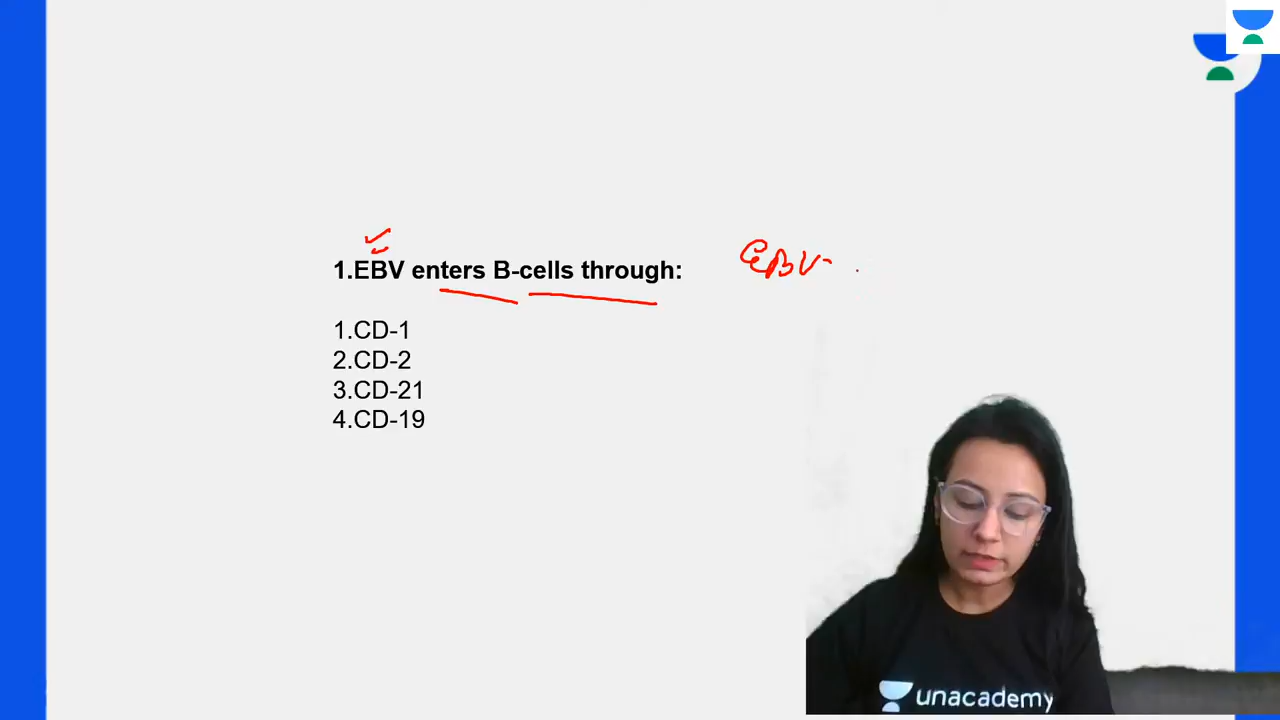 1.EBV enters B-cells through:
EBV-
1.CD-1
2.CD-2
3.CD-21
4.CD-19
unacademy